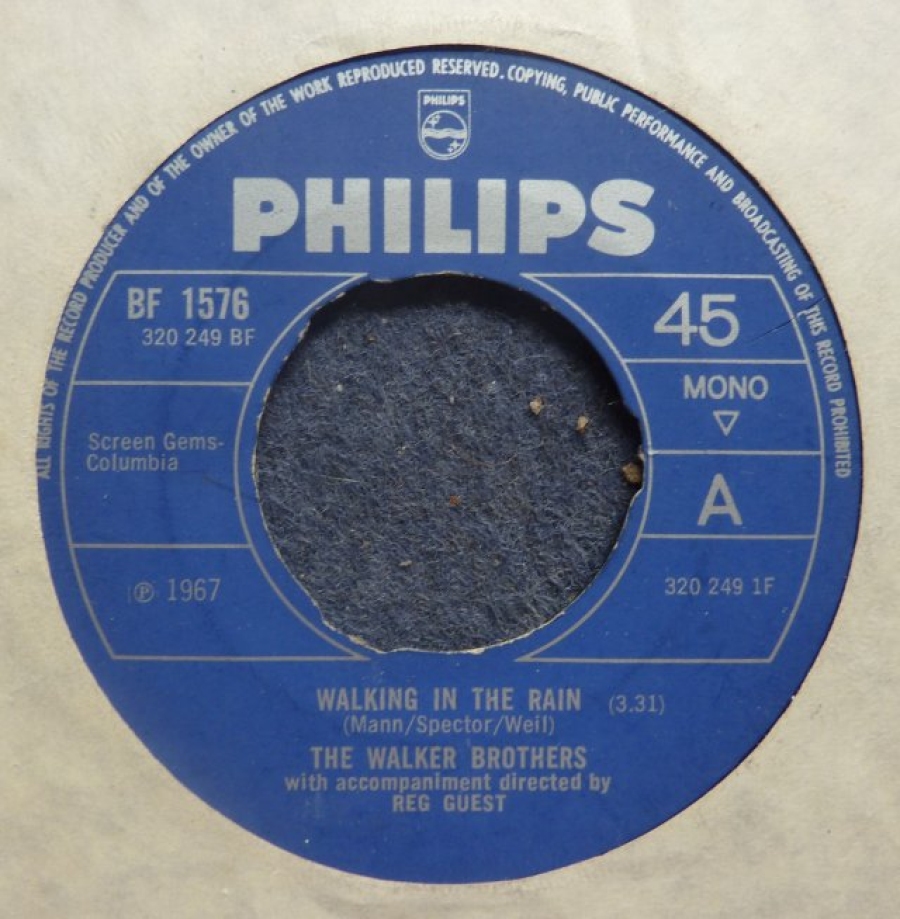 ALL RIGHTS OF THE RECORD PRODUCER AND OF THE OWNER OF THE WORK REPRODUCED RESERVED. COPYING, PUBLIC PERFORMANCE AND BROADCASTING OF THIS RECORD PROHIBITED
PHILIPS
PHILIPS
BF 1576
320 249 BF
45
MONO
Screen Gems-
Columbia
A
℗ 1967
320 249 1F
WALKING IN THE RAIN (3.31)
(Mann/Spector/Weil)
THE WALKER BROTHERS
with accompaniment directed by
REG GUEST